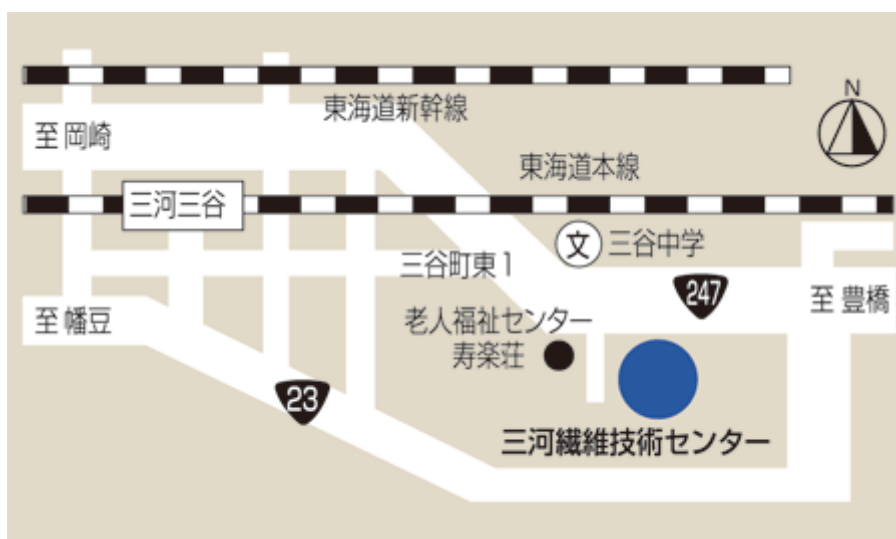 N
東海道新幹線
至 岡崎
東海道本線
三河三谷
文 三谷中学
三谷町東1
247
至 豊橋
至 幡豆
老人福祉センター
寿楽荘
23
三河繊維技術センター